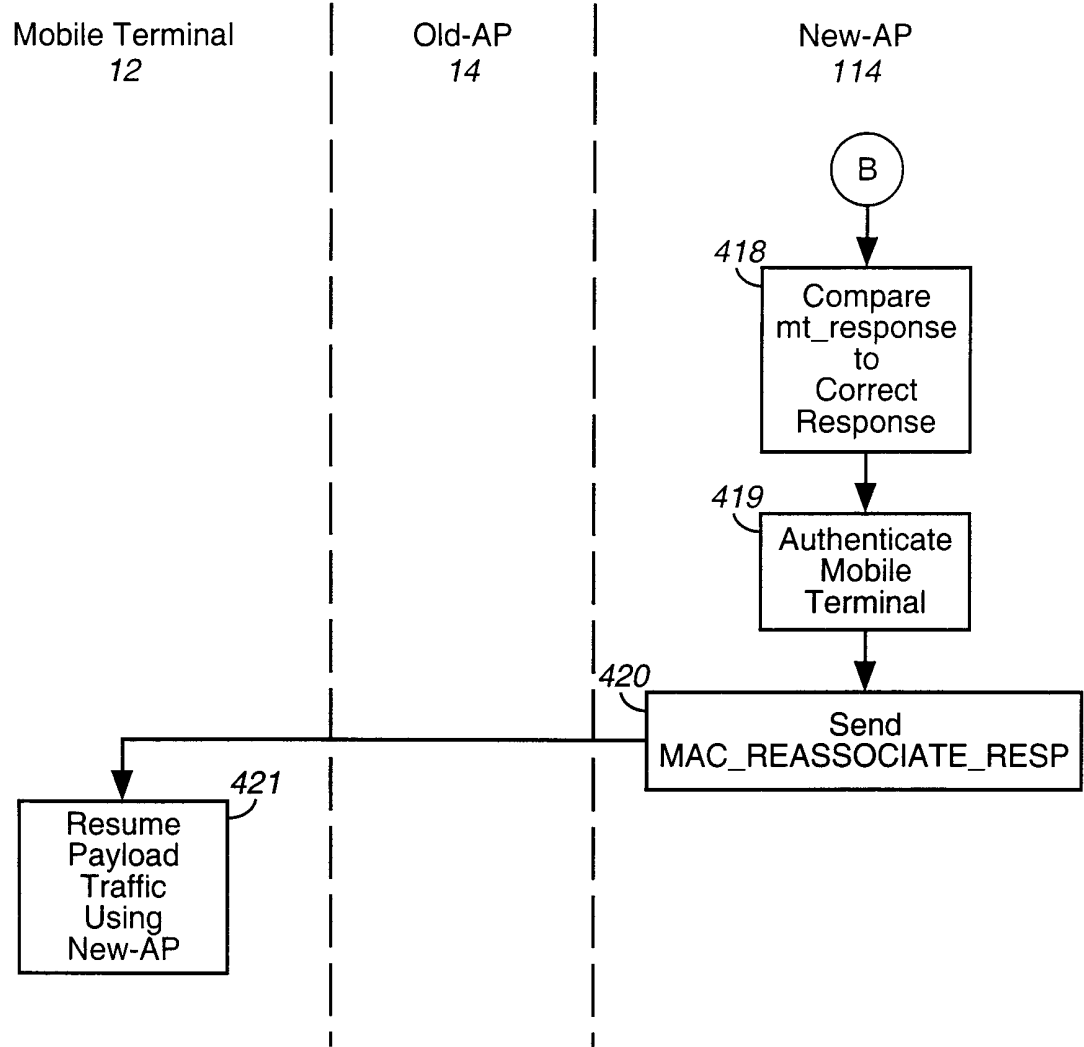 Mobile Terminal
12
Old-AP
14
New-AP
114
B
418
Compare
mt_response
to
Correct
Response
419
Authenticate
Mobile
Terminal
420
Send
MAC_REASSOCIATE_RESP
421
Resume
Payload
Traffic
Using
New-AP